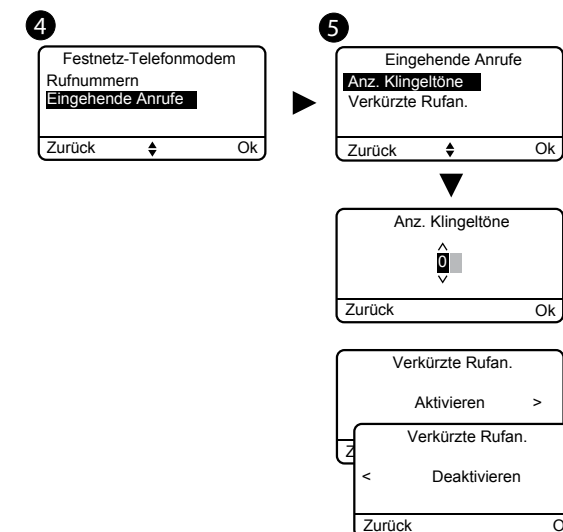 4
Festnetz-Telefonmodem
Rufnummern
Eingehende Anrufe
Zurück Ok
5
Eingehende Anrufe
Anz. Klingeltöne
Verkürzte Rufan.
Zurück Ok
Anz. Klingeltöne
0
Zurück Ok
Verkürzte Rufan.
Aktivieren >
Z
Verkürzte Rufan.
< Deaktivieren
Zurück O